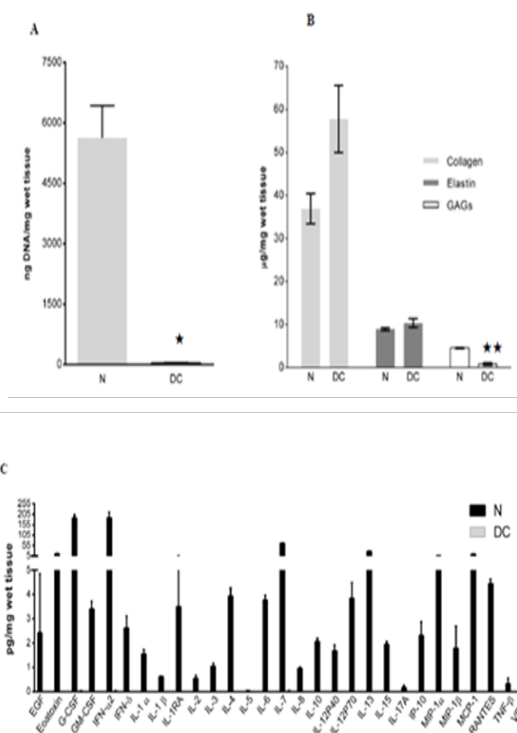 A
B
7500
6000
4500
3000
1500
0
ng DNA/mg wet tissue
N
DC
70
60
50
40
30
20
10
0
µg/mg wet tissue
Collagen
Elastin
GAGs
N DC N DC N DC
C
255
205
155
105
55
5
5
4
3
2
1
0
pg/mg wet tissue
N
DC
EGF
Eoatoxin
G-CSF
GM-CSF
IFN-α2
IL-1 α
IL-1 β
IL-1RA
IL-2
IL-3
IL-4
IL-5
IL-6
IL-7
IL-8
IL-10
IL-12P40
IL-12P70
IL-13
IL-15
IL-17A
IP-10
MIP-1α
MIP-1β
MCP-1
RANTES
TNF-β